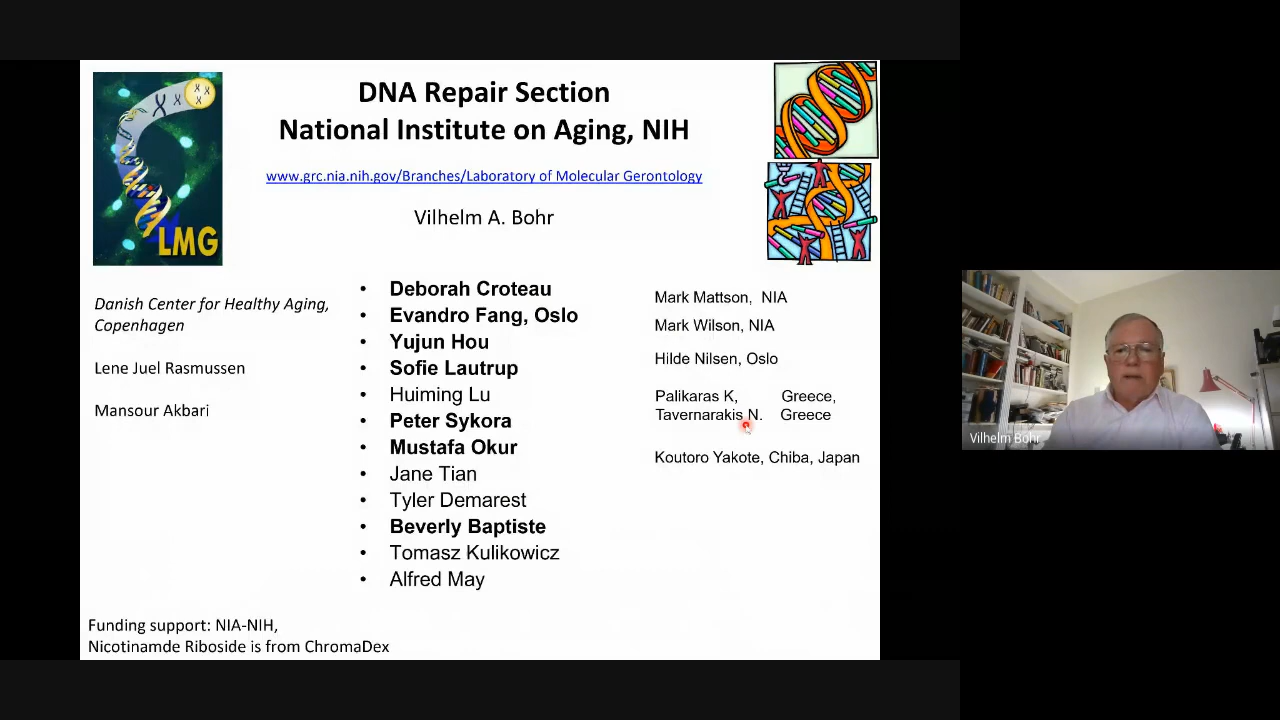 DNA Repair Section
National Institute on Aging, NIH
www.grc.nia.nih.gov/Branches/Laboratory of Molecular Gerontology
Vilhelm A. Bohr
LMG
Danish Center for Healthy Aging,
Copenhagen
Lene Juel Rasmussen
Mansour Akbari
• Deborah Croteau
• Evandro Fang, Oslo
• Yujun Hou
• Sofie Lautrup
• Huiming Lu
• Peter Sykora
• Mustafa Okur
• Jane Tian
• Tyler Demarest
• Beverly Baptiste
• Tomasz Kulikowicz
• Alfred May
Mark Mattson, NIA
Mark Wilson, NIA
Hilde Nilsen, Oslo
Palikaras K, Greece,
Tavernarakis N. Greece
Koutoro Yakote, Chiba, Japan
Funding support: NIA-NIH,
Nicotinamde Riboside is from ChromaDex
Vilhelm Bohr